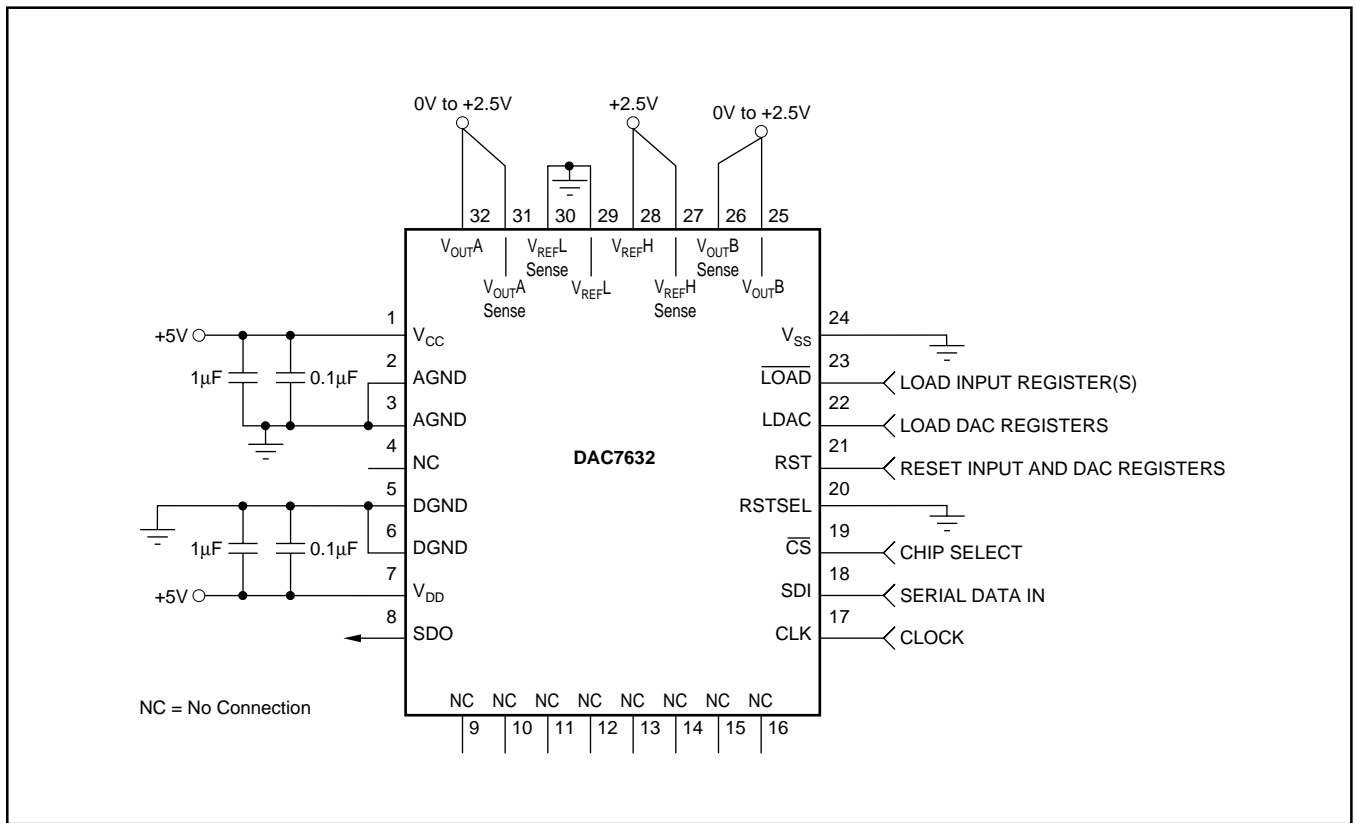 0V to +2.5V
+2.5V
0V to +2.5V
32 31 30 29 28 27 26 25
VOUTA
VOUTA Sense
VREFL Sense
VREFL
VREFH
VREFH Sense
VOUTB Sense
VOUTB
+5V
1µF
0.1µF
1 VCC
2 AGND
3 AGND
4 NC
5 DGND
6 DGND
7 VDD
8 SDO
1µF
0.1µF
+5V
DAC7632
VSS 24
LOAD 23 LOAD INPUT REGISTER(S)
LDAC 22 LOAD DAC REGISTERS
RST 21 RESET INPUT AND DAC REGISTERS
RSTSEL 20
CS 19 CHIP SELECT
SDI 18 SERIAL DATA IN
CLK 17 CLOCK
NC NC NC NC NC NC NC NC
9 10 11 12 13 14 15 16
NC = No Connection